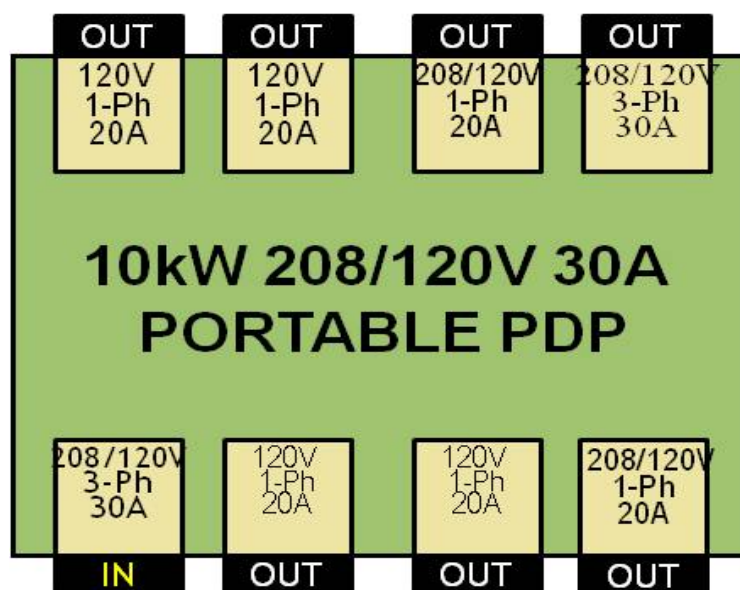 OUT
OUT
OUT
OUT
120V
1-Ph
20A
120V
1-Ph
20A
208/120V
1-Ph
20A
208/120V
3-Ph
30A
10kW 208/120V 30A
PORTABLE PDP
208/120V
3-Ph
30A
120V
1-Ph
20A
120V
1-Ph
20A
208/120V
1-Ph
20A
IN
OUT
OUT
OUT